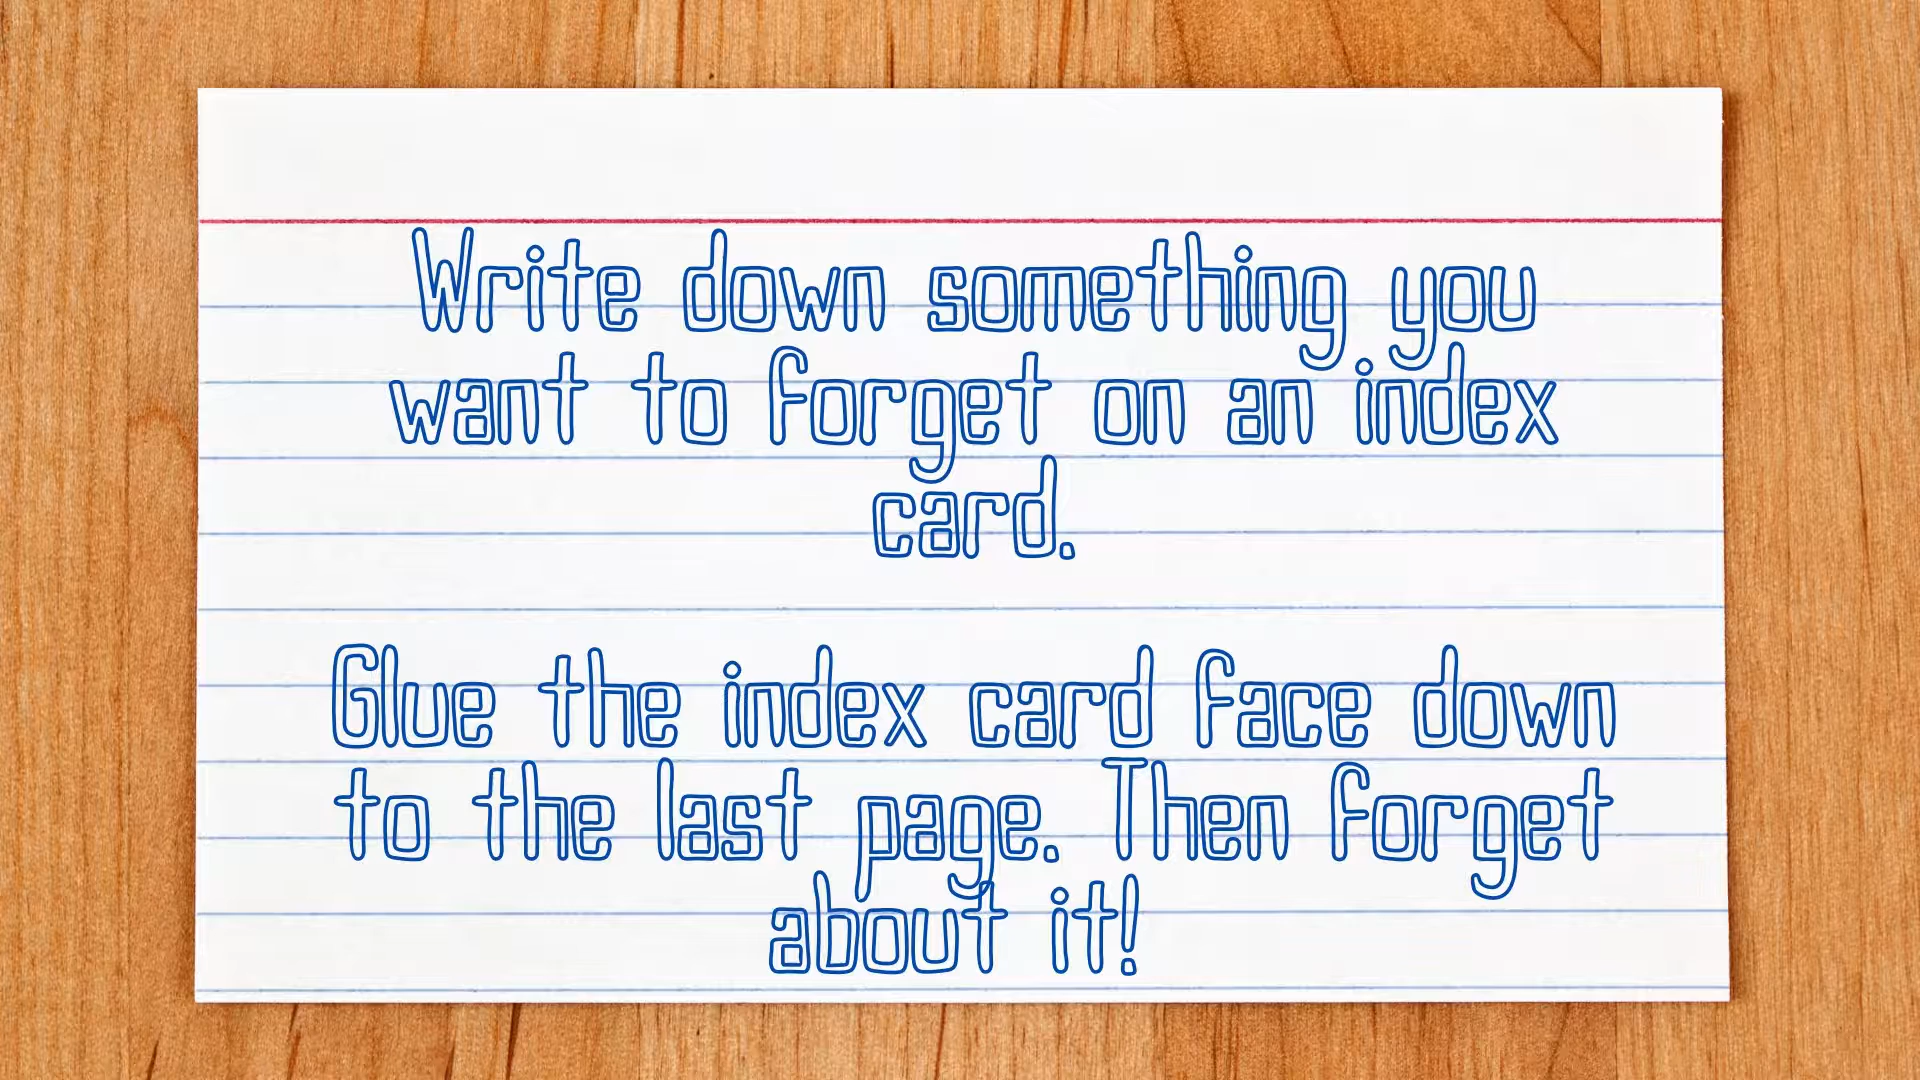 Write down something you
want to forget on an index
card.
Glue the index card face down
to the last page. Then forget
about it!